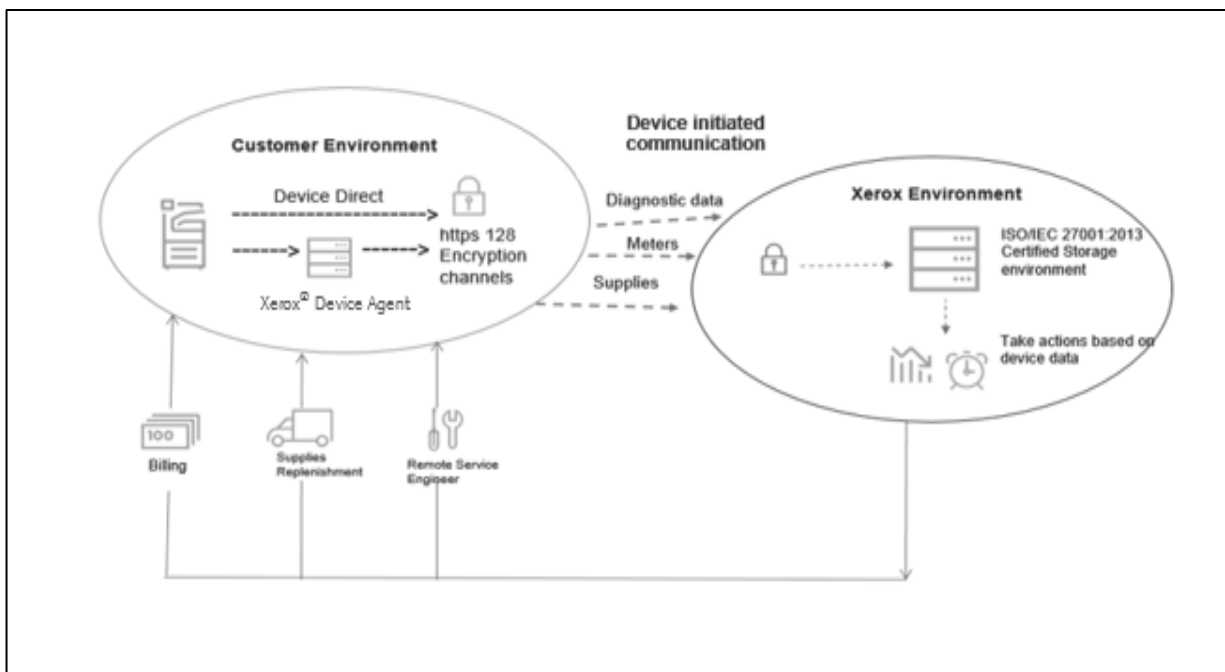 Customer Environment
Device Direct
https 128
Encryption
channels
Xerox® Device Agent
Device initiated
communication
Diagnostic data
Meters
Supplies
Xerox Environment
ISO/IEC 27001:2013
Certified Storage
environment
Take actions based on
device data
100
Billing
Supplies
Replenishment
Remote Service
Engineer